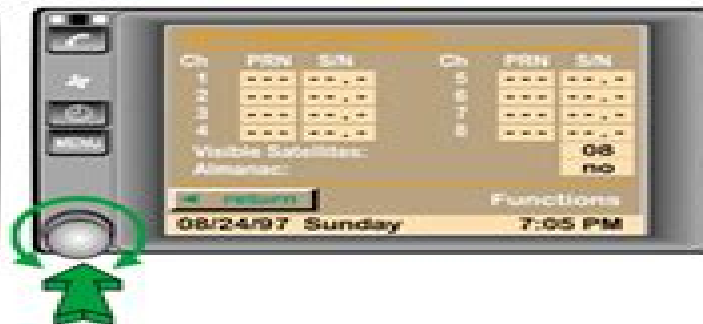 Ch PRN S/N Ch PRN S/N
1 --- --.- 5 --- --.-
2 --- --.- 6 --- --.-
3 --- --.- 7 --- --.-
4 --- --.- 8 --- --.-
Visible Satellites: 08
Almanac: no
return Functions
08/24/97 Sunday 7:05 PM
MENU